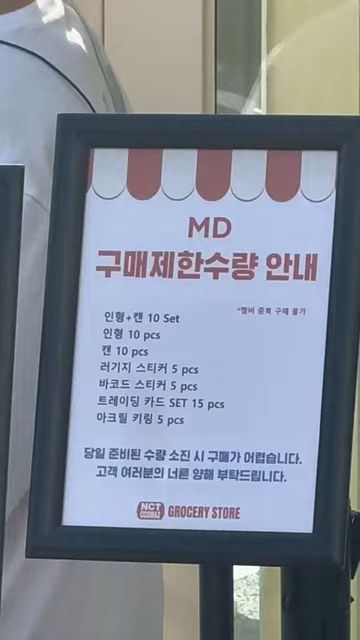 MD
구매제한수량 안내
*멤버 중복 구매 불가
인형+캔 10 Set
인형 10 pcs
캔 10 pcs
러기지 스티커 5 pcs
바코드 스티커 5 pcs
트레이딩 카드 SET 15 pcs
아크릴 키링 5 pcs
당일 준비된 수량 소진 시 구매가 어렵습니다.
고객 여러분의 너른 양해 부탁드립니다.
NCT
GROCERY STORE